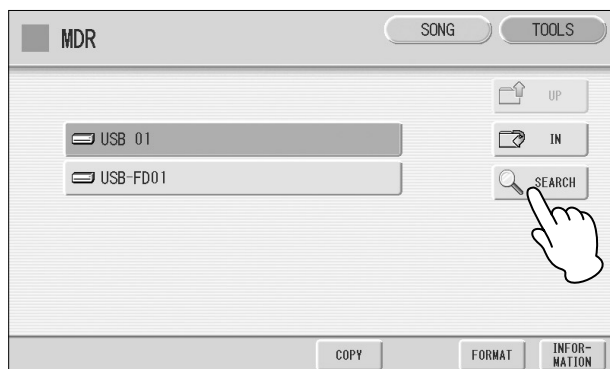 MDR
SONG
TOOLS
UP
USB 01
IN
USB-FD01
SEARCH
COPY
FORMAT
INFOR-
MATION